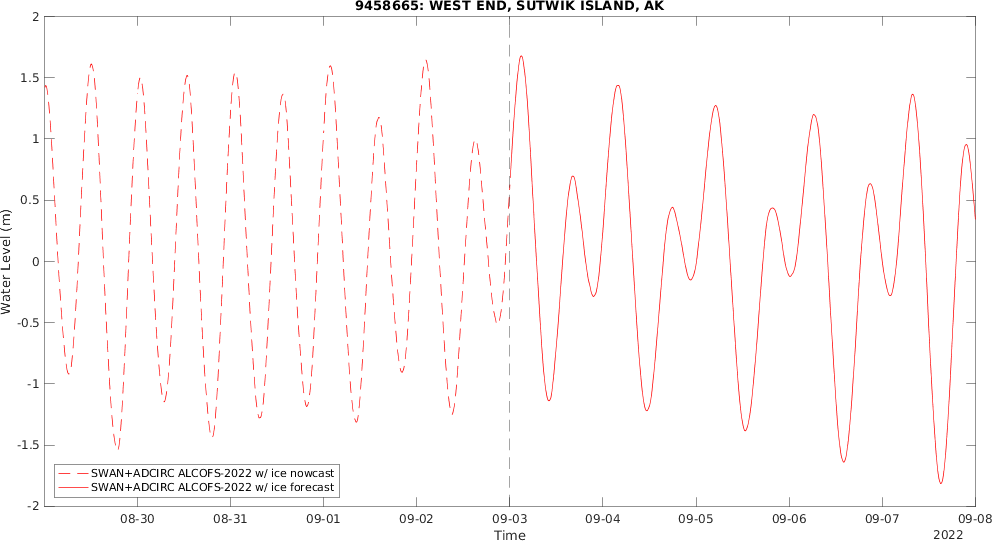 9458665: WEST END, SUTWIK ISLAND, AK
2
1.5
1
0.5
0
-0.5
-1
-1.5
-2
Water Level (m)
SWAN+ADCIRC ALCOFS-2022 w/ ice nowcast
SWAN+ADCIRC ALCOFS-2022 w/ ice forecast
08-30 08-31 09-01 09-02 09-03 09-04 09-05 09-06 09-07 09-08
Time
2022